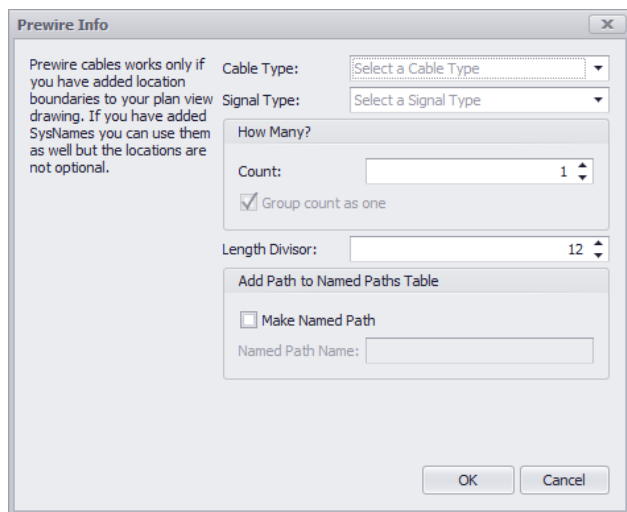 Prewire Info
Prewire cables works only if
you have added location
boundaries to your plan view
drawing. If you have added
SysNames you can use them
as well but the locations are
not optional.
Cable Type: Select a Cable Type
Signal Type: Select a Signal Type
How Many?
Count: 1
Group count as one
Length Divisor: 12
Add Path to Named Paths Table
Make Named Path
Named Path Name:
OK Cancel